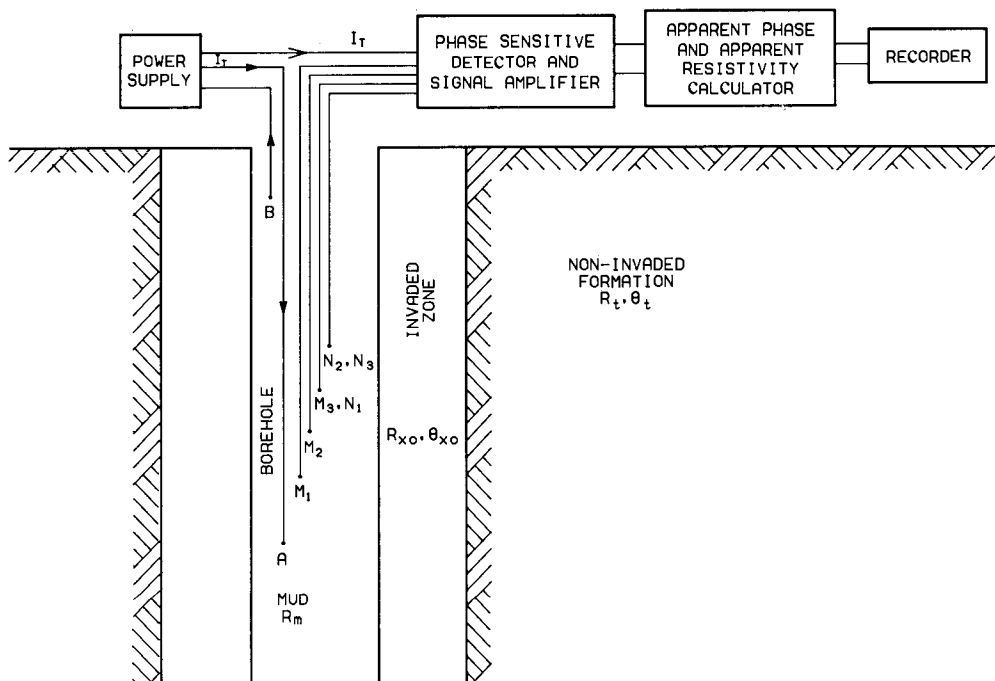 POWER
SUPPLY
I_T
I_T
PHASE SENSITIVE
DETECTOR AND
SIGNAL AMPLIFIER
APPARENT PHASE
AND APPARENT
RESISTIVITY
CALCULATOR
RECORDER
B
INVADED
ZONE
NON-INVADED
FORMATION
R_t,θ_t
N_2,N_3
M_3,N_1
BOREHOLE
M_2
R_xo,θ_xo
M_1
A
MUD
R_m